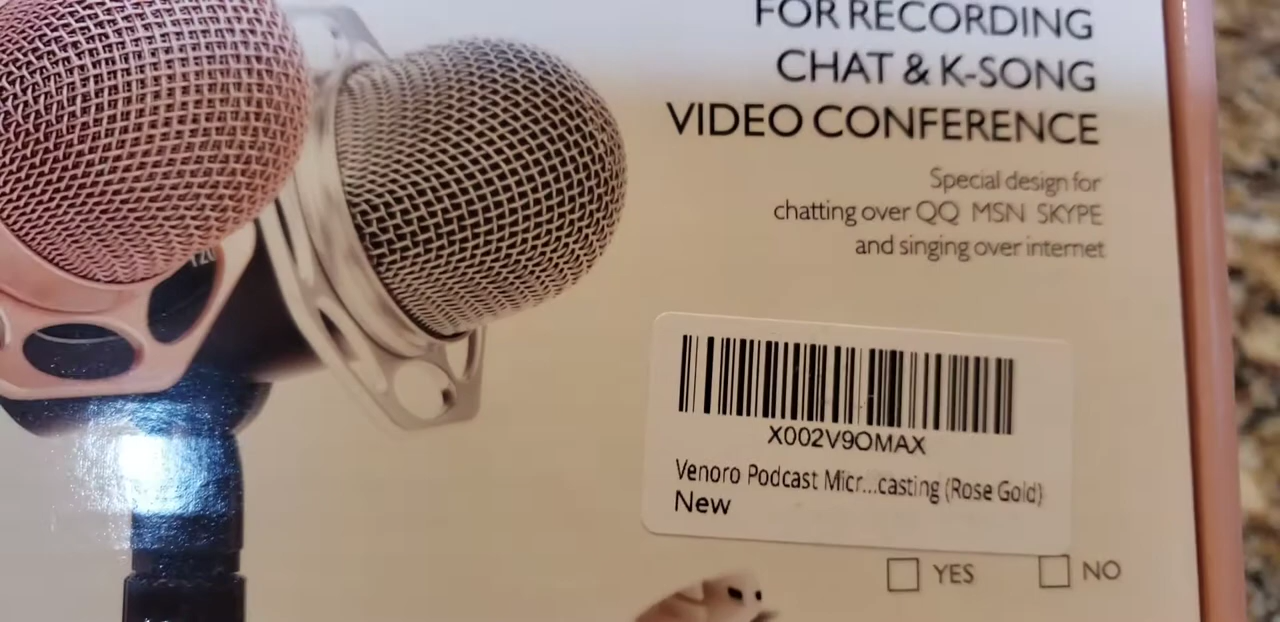 FOR RECORDING
CHAT & K-SONG
VIDEO CONFERENCE
Special design for
chatting over QQ MSN SKYPE
and singing over internet
X002V9OMAX
Venoro Podcast Micr...casting (Rose Gold)
New
YES NO